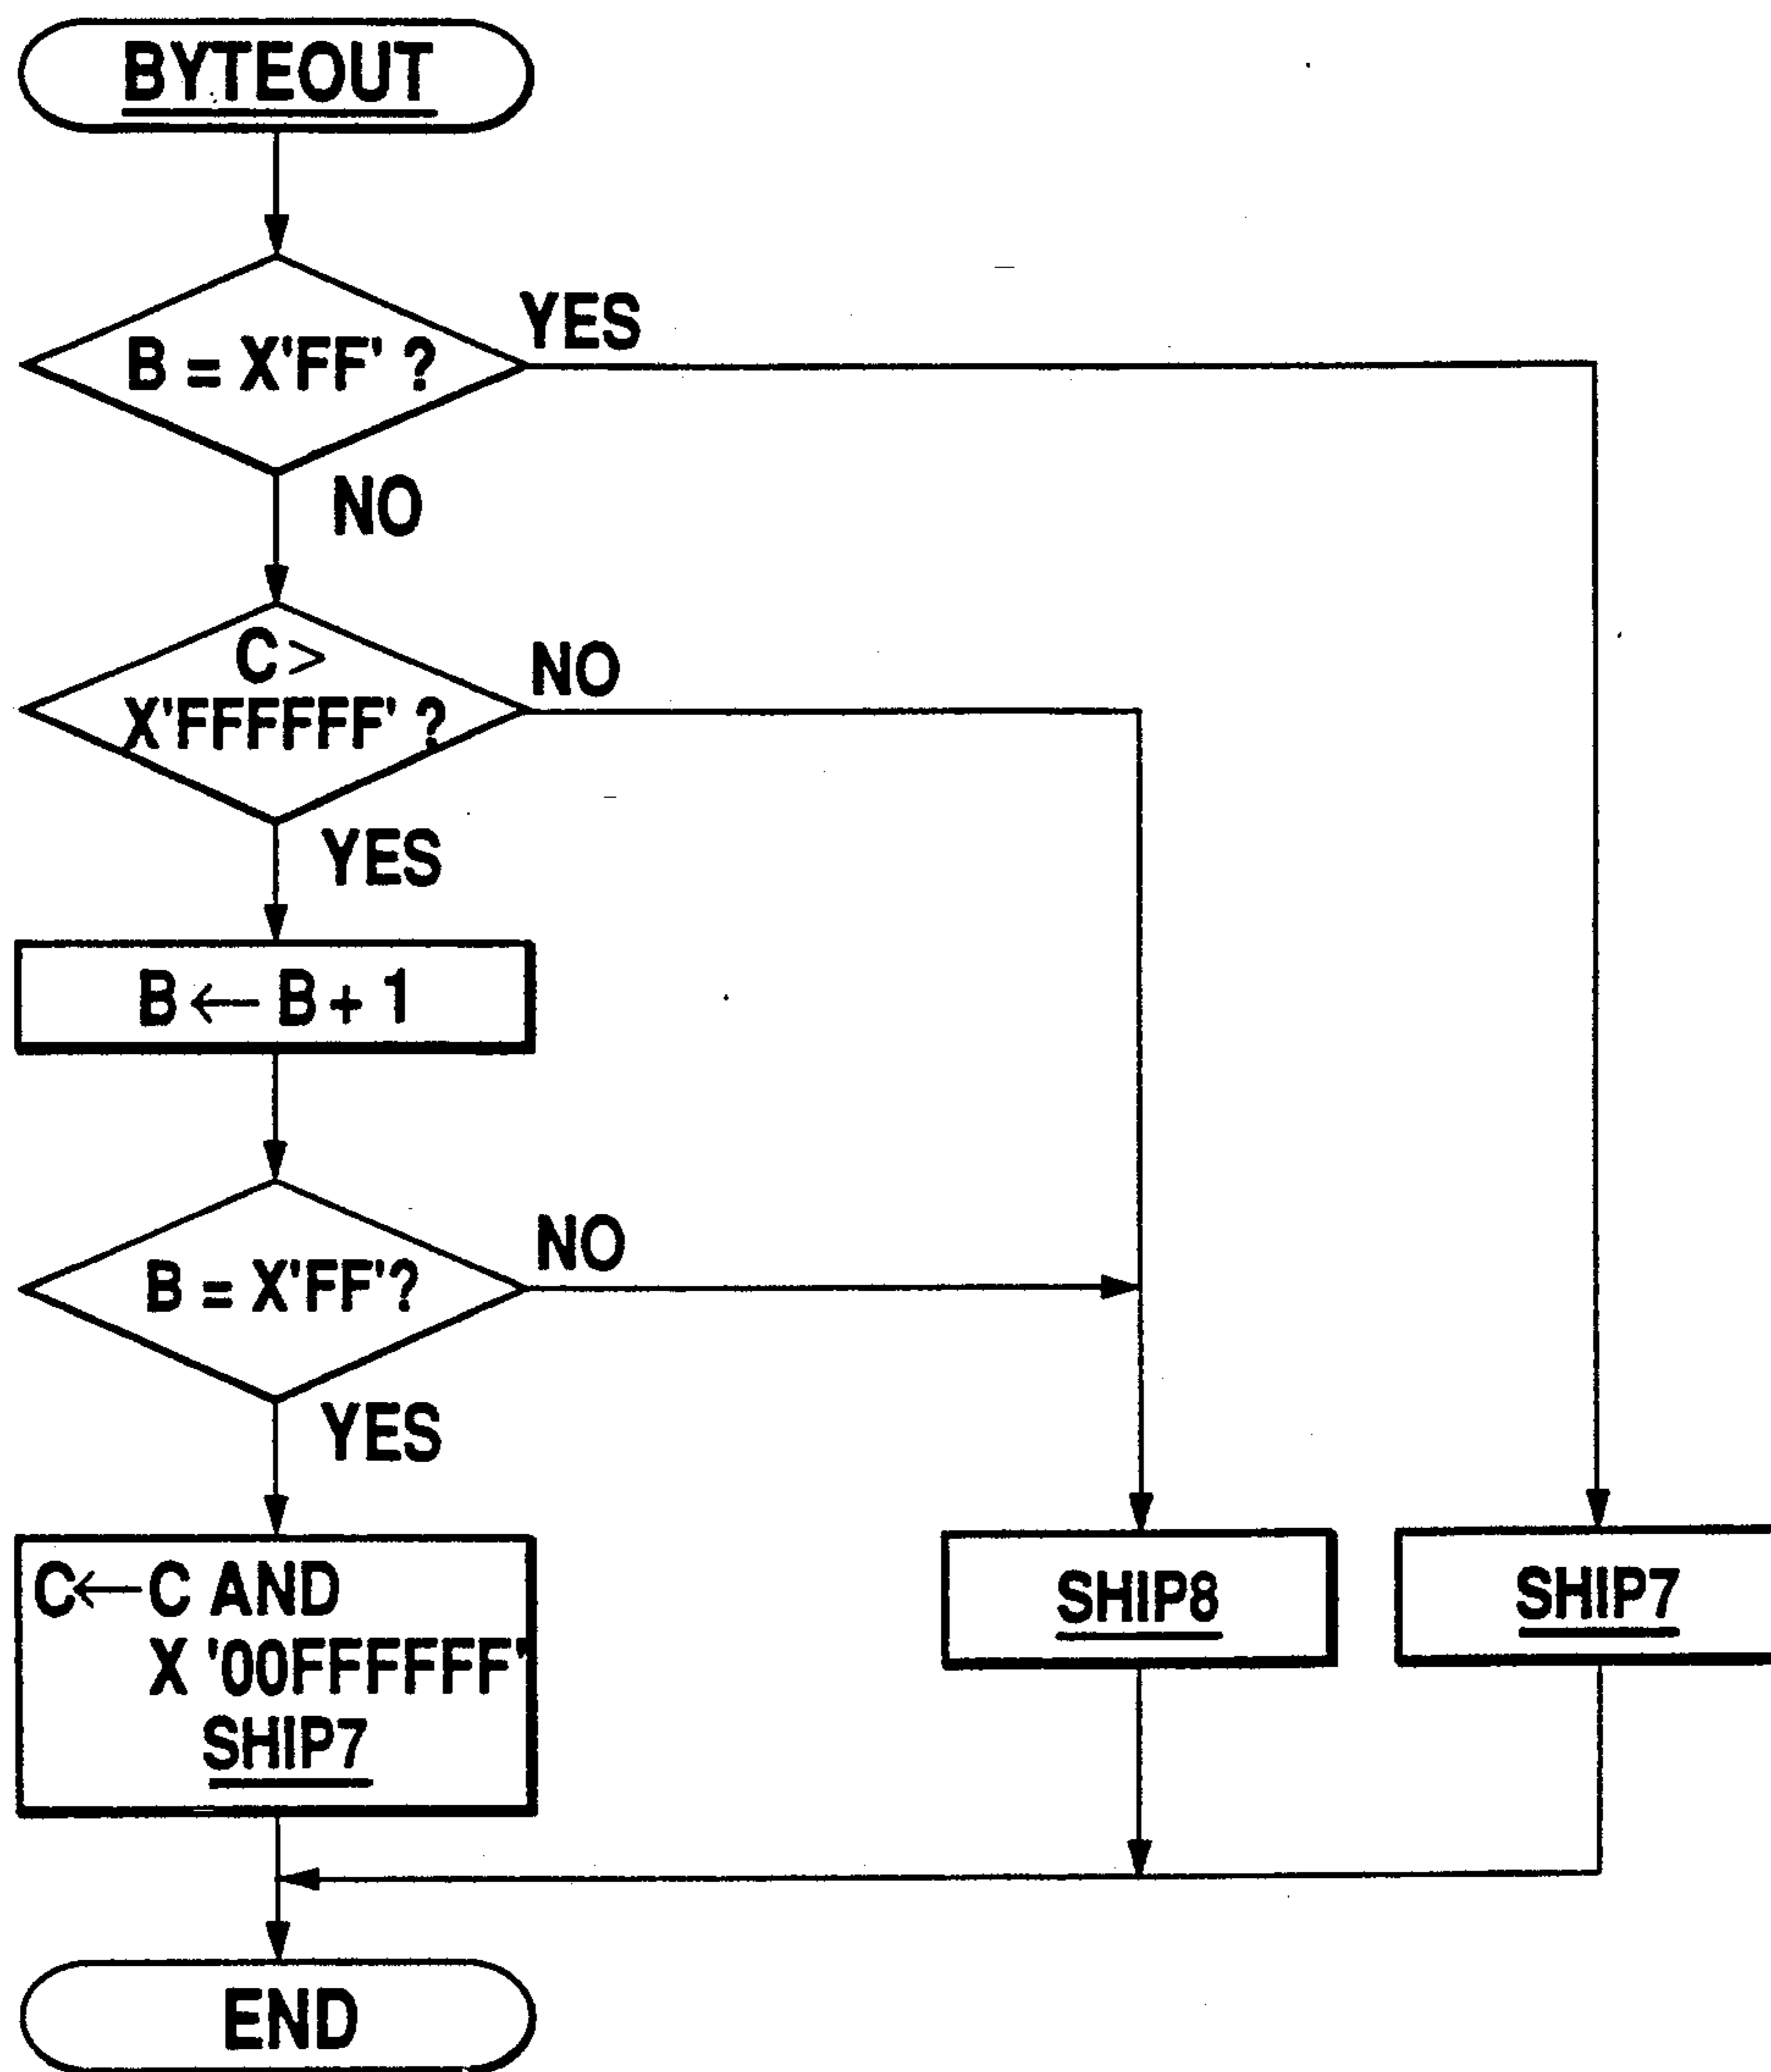 BYTEOUT
B = X'FF' ?
YES
NO
C >
X'FFFFFF' ?
NO
YES
B ← B + 1
B = X'FF'?
NO
YES
C ← C AND
X '00FFFFFF'
SHIP7
SHIP8
SHIP7
END